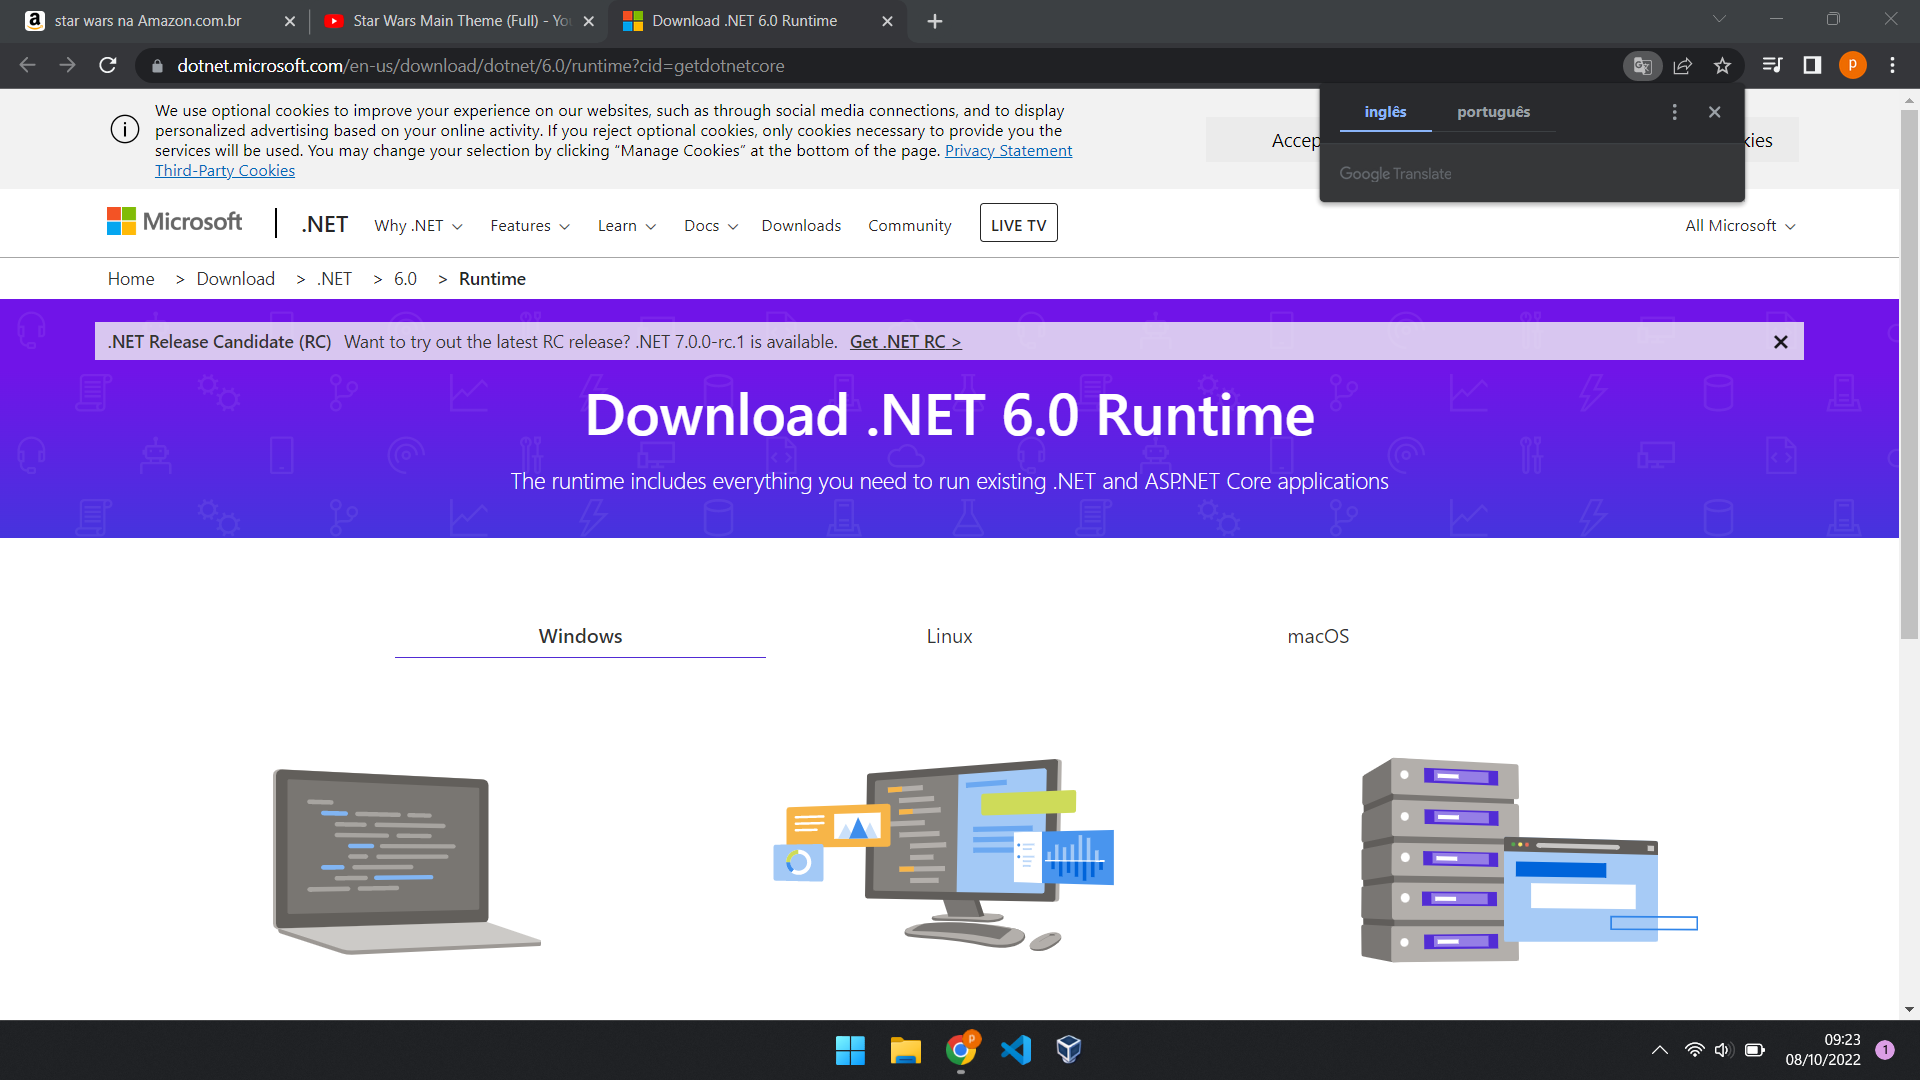 star wars na Amazon.com.br
Star Wars Main Theme (Full) - You
Download .NET 6.0 Runtime
dotnet.microsoft.com/en-us/download/dotnet/6.0/runtime?cid=getdotnetcore
P
We use optional cookies to improve your experience on our websites, such as through social media connections, and to display
personalized advertising based on your online activity. If you reject optional cookies, only cookies necessary to provide you the
services will be used. You may change your selection by clicking “Manage Cookies” at the bottom of the page. Privacy Statement
Third-Party Cookies
Accep
kies
inglês
português
Google Translate
Microsoft
.NET
Why .NET
Features
Learn
Docs
Downloads
Community
LIVE TV
All Microsoft
Home > Download > .NET > 6.0 > Runtime
.NET Release Candidate (RC) Want to try out the latest RC release? .NET 7.0.0-rc.1 is available. Get .NET RC >
Download .NET 6.0 Runtime
The runtime includes everything you need to run existing .NET and ASP.NET Core applications
Windows
Linux
macOS
P
09:23
08/10/2022
1